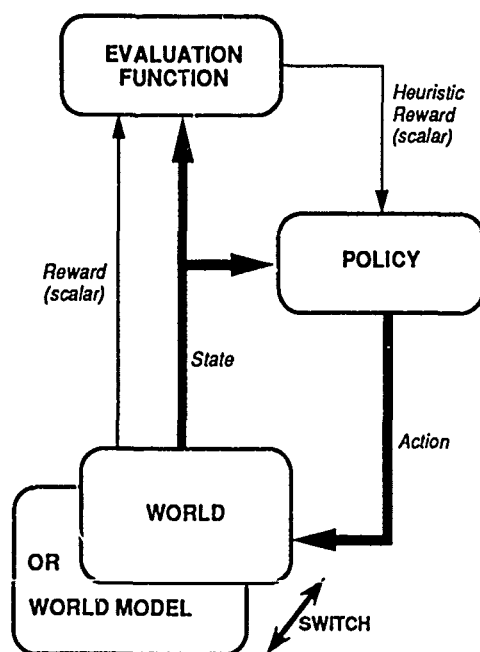 EVALUATION
FUNCTION
Heuristic
Reward
(scalar)
POLICY
Reward
(scalar)
State
Action
WORLD
OR
WORLD MODEL
SWITCH